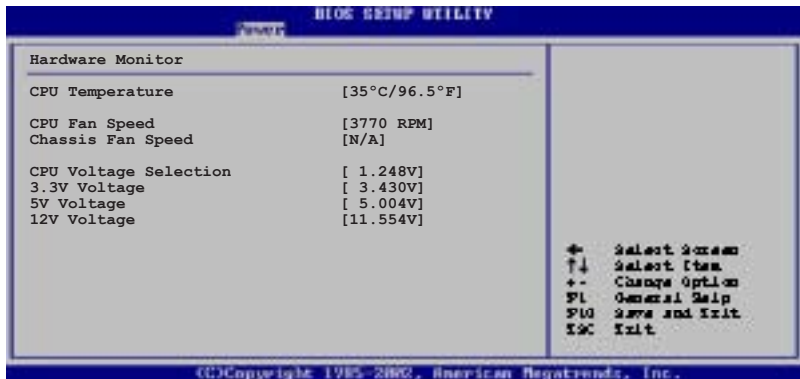 BIOS SETUP UTILITY
Power
Hardware Monitor
CPU Temperature [35°C/96.5°F]
CPU Fan Speed [3770 RPM]
Chassis Fan Speed [N/A]
CPU Voltage Selection [ 1.248V]
3.3V Voltage [ 3.430V]
5V Voltage [ 5.004V]
12V Voltage [11.554V]
← Select Screen
↑↓ Select Item
+- Change Option
F1 General Help
F10 Save and Exit
ESC Exit
(C)Copyright 1985-2002, American Megatrends, Inc.